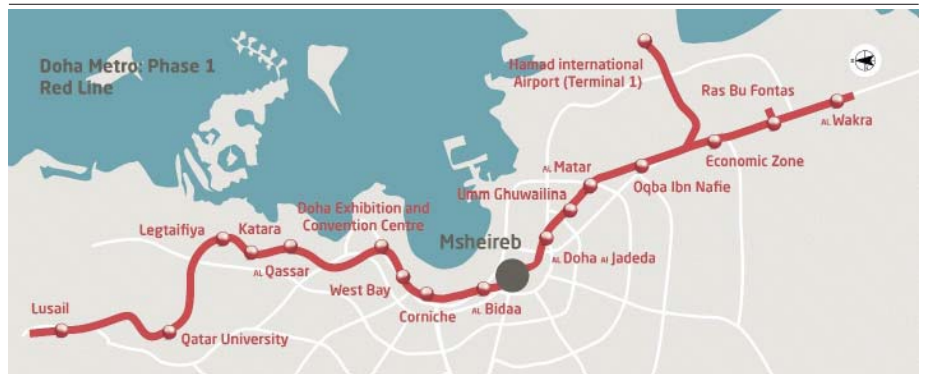 Doha Metro: Phase 1
Red Line
Hamad international
Airport (Terminal 1)
Ras Bu Fontas
AL Wakra
Economic Zone
Oqba Ibn Nafie
AL Matar
Umm Ghuwailina
AL Doha Al Jadeda
Msheireb
AL Bidaa
Corniche
West Bay
Doha Exhibition and
Convention Centre
AL Qassar
Katara
Legtaifiya
Qatar University
Lusail